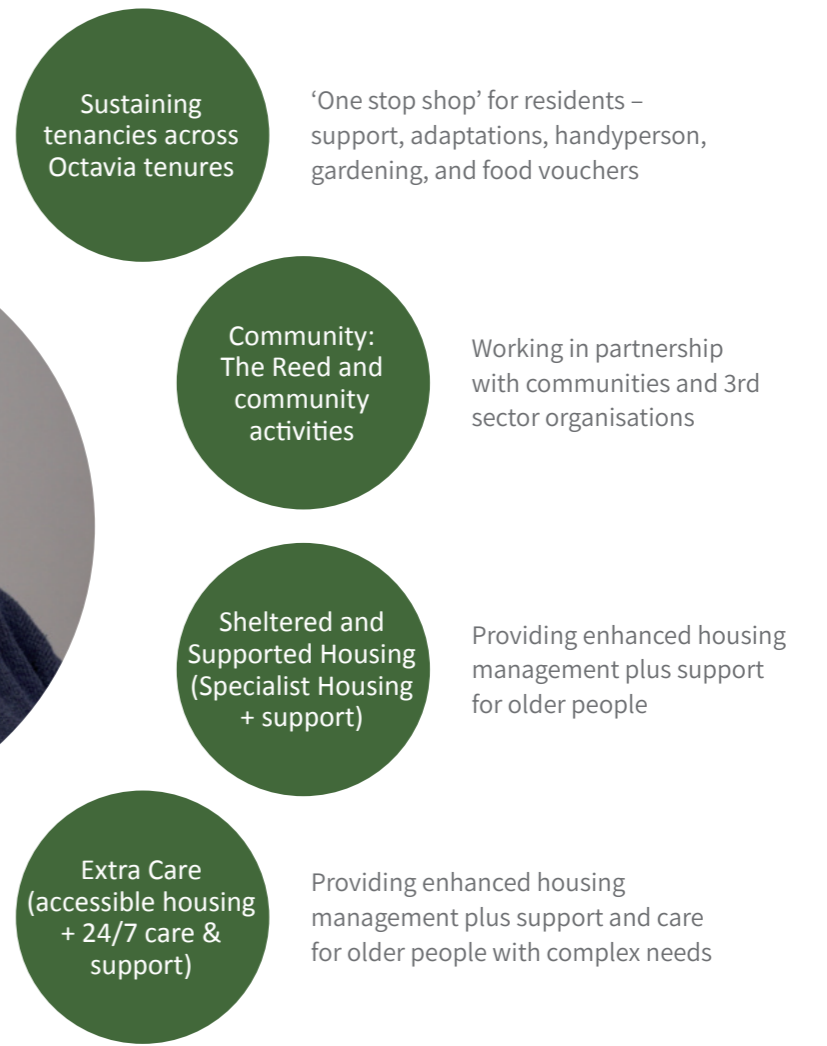 Sustaining
tenancies across
Octavia tenures
‘One stop shop’ for residents –
support, adaptations, handyperson,
gardening, and food vouchers
Community:
The Reed and
community
activities
Working in partnership
with communities and 3rd
sector organisations
Sheltered and
Supported Housing
(Specialist Housing
+ support)
Providing enhanced housing
management plus support
for older people
Extra Care
(accessible housing
+ 24/7 care &
support)
Providing enhanced housing
management plus support and care
for older people with complex needs